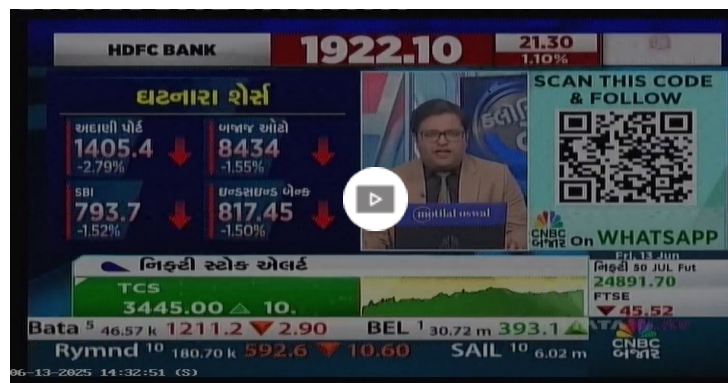 HDFC BANK 1922.10 21.30
1.10%
ઘટનારા શેર્સ
અદાણી પોર્ટ
1405.4
-2.79%
બજાજ ઓટો
8434
-1.55%
SBI
793.7
-1.52%
ઇન્ડસઇન્ડ બેન્ક
817.45
-1.50%
motilal oswal
SCAN THIS CODE
& FOLLOW
CNBC
બજાર On WHATSAPP
Fri, 13 Jun
નિફ્ટી સ્ટોક એલર્ટ
TCS
3445.00 △ 10.
નિફ્ટી 50 JUL Fut
24891.70
FTSE
▼ 45.52
Bata 5 46.57 k 1211.2 ▼ 2.90 BEL 1 30.72 m 393.1 ▲
Rymnd 10 180.70 k 592.6 ▼ 10.60 SAIL 10 6.02 m
CNBC
બજાર
06-13-2025 14:32:51 (S)